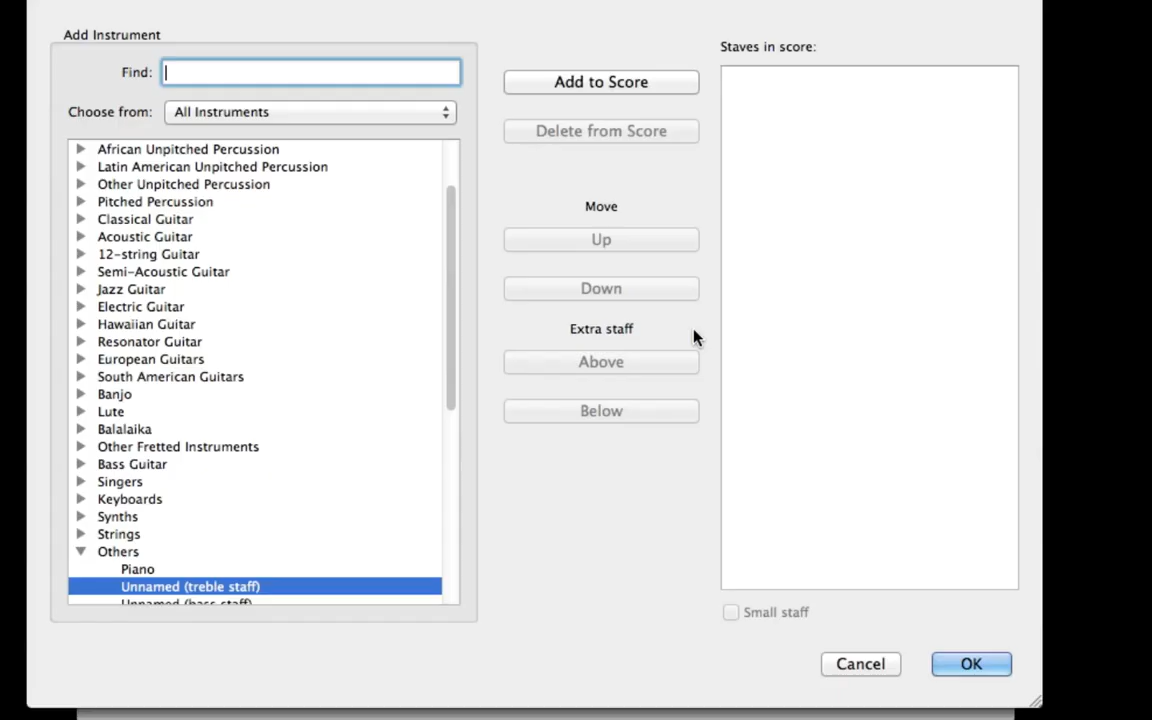 Add Instrument
Find:
Choose from: All Instruments
African Unpitched Percussion
Latin American Unpitched Percussion
Other Unpitched Percussion
Pitched Percussion
Classical Guitar
Acoustic Guitar
12-string Guitar
Semi-Acoustic Guitar
Jazz Guitar
Electric Guitar
Hawaiian Guitar
Resonator Guitar
European Guitars
South American Guitars
Banjo
Lute
Balalaika
Other Fretted Instruments
Bass Guitar
Singers
Keyboards
Synths
Strings
Others
Piano
Unnamed (treble staff)
Unnamed (bass staff)
Add to Score
Delete from Score
Move
Up
Down
Extra staff
Above
Below
Staves in score:
Small staff
Cancel
OK